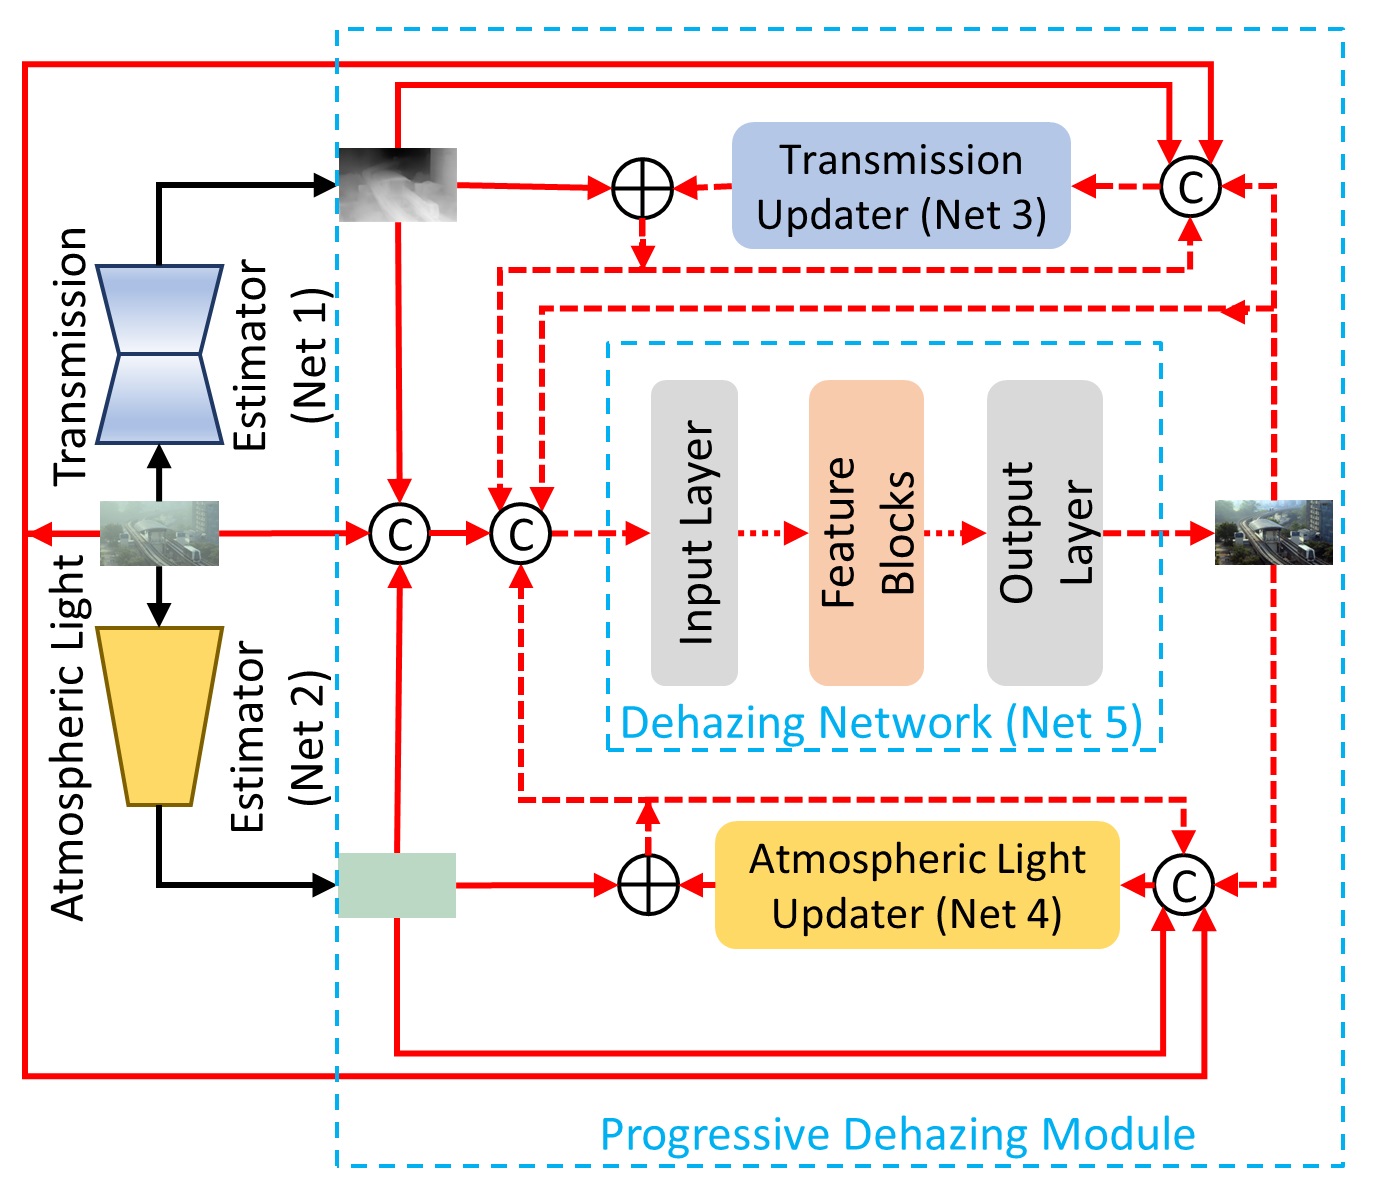 Transmission
Updater (Net 3)
C
Transmission
Estimator
(Net 1)
Input Layer
Feature
Blocks
Output
Layer
C
C
Dehazing Network (Net 5)
Atmospheric Light
Estimator
(Net 2)
Atmospheric Light
Updater (Net 4)
C
Progressive Dehazing Module